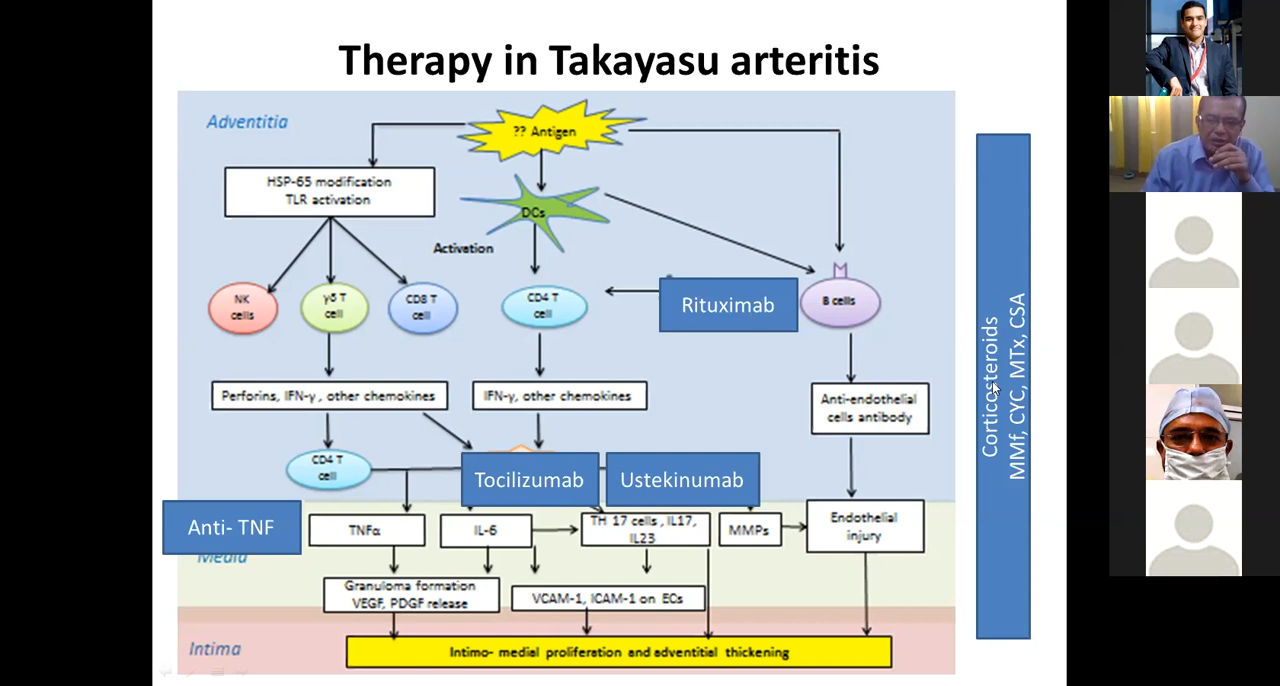 Therapy in Takayasu arteritis
Adventitia
?? Antigen
HSP-65 modification
TLR activation
DCs
Activation
NK
cells
γδ T
cell
CD8 T
cell
CD4 T
cell
Rituximab
B cells
Perforins, IFN-γ , other chemokines
IFN-γ, other chemokines
Anti-endothelial
cells antibody
CD4 T
cell
Tocilizumab
Ustekinumab
Anti- TNF
TNFα
IL-6
TH 17 cells , IL17,
IL23
MMPs
Endothelial
injury
Media
Granuloma formation
VEGF, PDGF release
VCAM-1, ICAM-1 on ECs
Intima
Intimo- medial proliferation and adventitial thickening
Corticosteroids
MMf, CYC, MTx, CSA